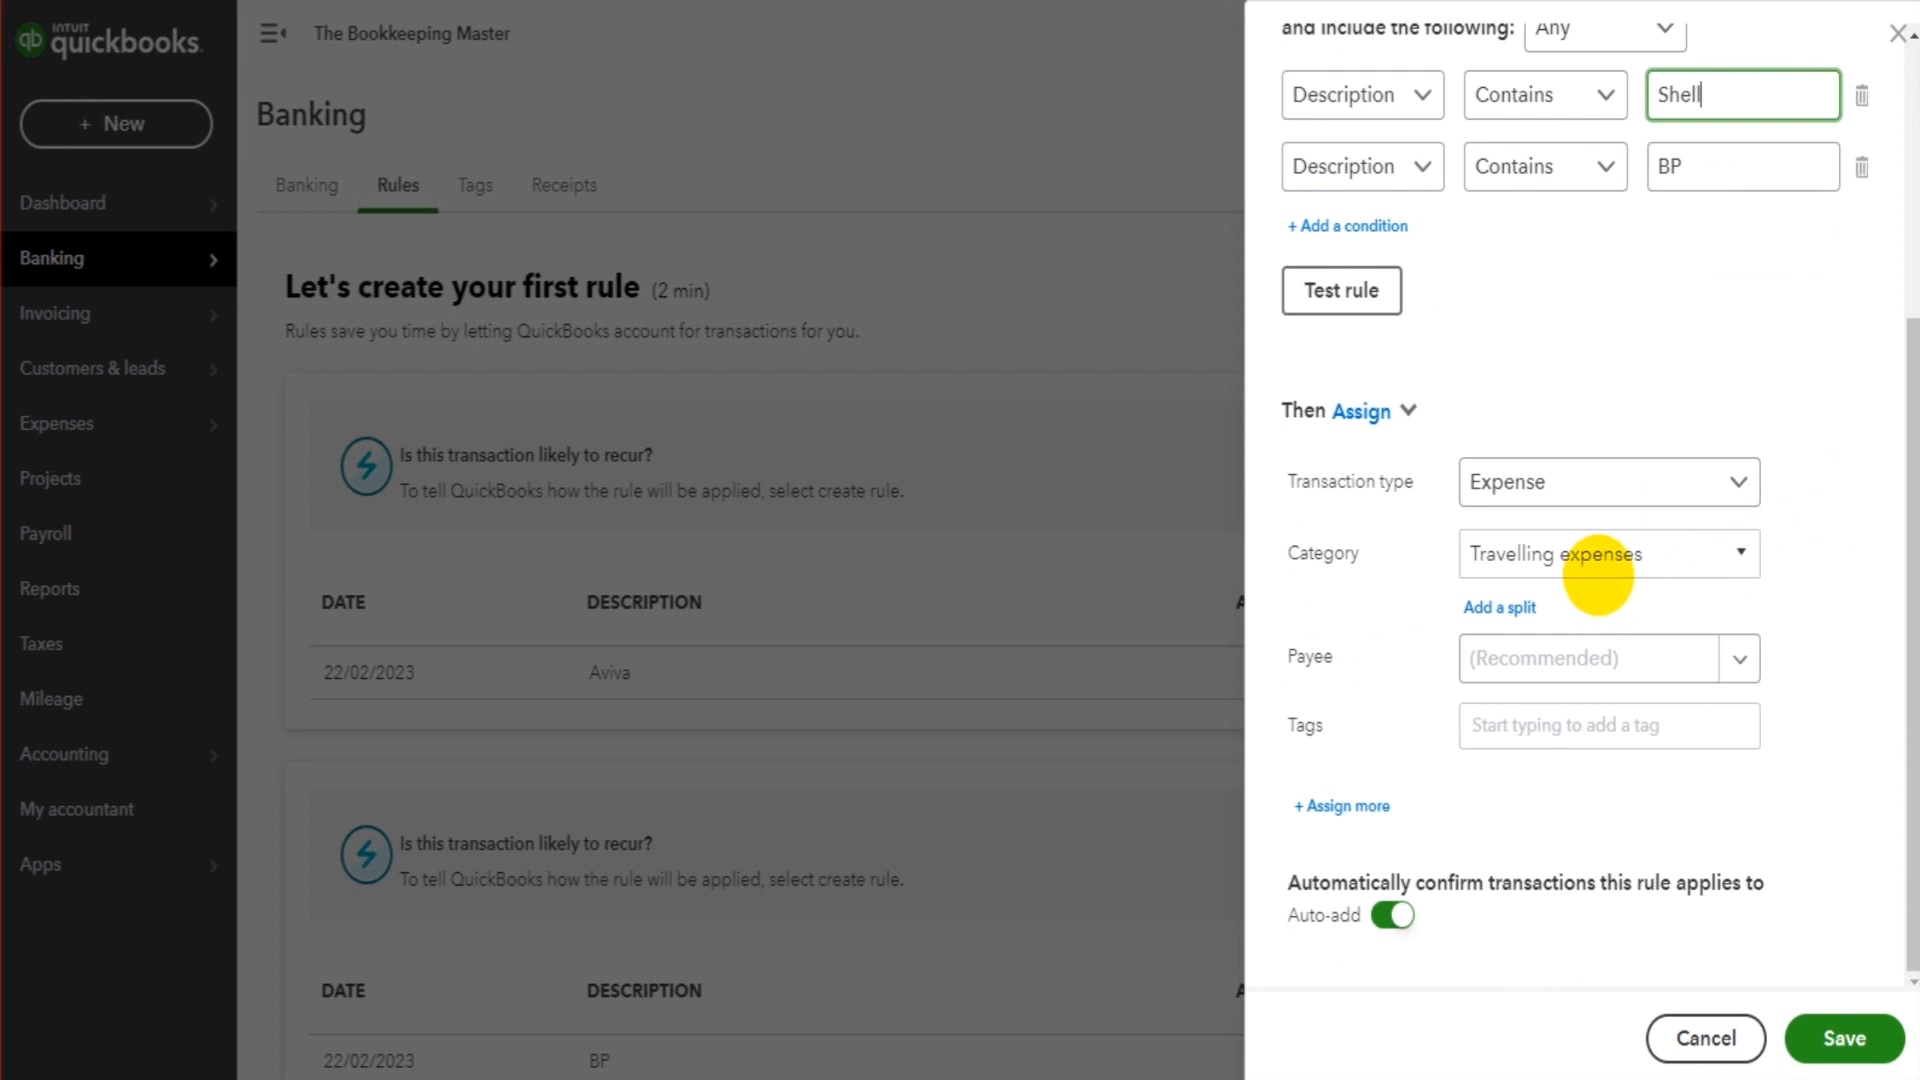 INTUIT
quickbooks
The Bookkeeping Master
+ New
Dashboard
Banking
Invoicing
Customers & leads
Expenses
Projects
Payroll
Reports
Taxes
Mileage
Accounting
My accountant
Apps
Banking
Banking Rules Tags Receipts
Let's create your first rule (2 min)
Rules save you time by letting QuickBooks account for transactions for you.
Is this transaction likely to recur?
To tell QuickBooks how the rule will be applied, select create rule.
DATE DESCRIPTION A
22/02/2023 Aviva
Is this transaction likely to recur?
To tell QuickBooks how the rule will be applied, select create rule.
DATE DESCRIPTION A
22/02/2023 BP
and include the following: Any
Description Contains Shell
Description Contains BP
+ Add a condition
Test rule
Then Assign
Transaction type Expense
Category Travelling expenses
Add a split
Payee (Recommended)
Tags Start typing to add a tag
+ Assign more
Automatically confirm transactions this rule applies to
Auto-add
Cancel Save